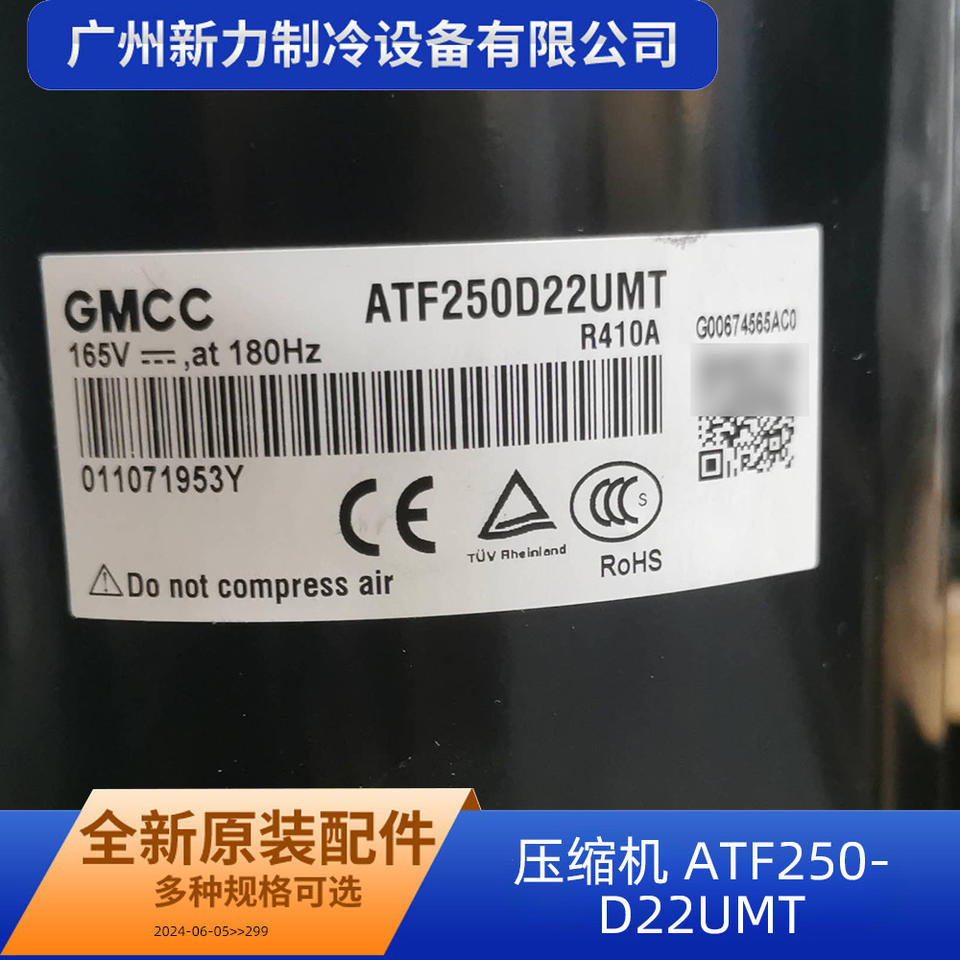 广州新力制冷设备有限公司
GMCC
ATF250D22UMT
165V ⎓,at 180Hz
R410A
G00674565AC0
011071953Y
CE
TÜV Rheinland
CCC S
RoHS
⚠Do not compress air
全新原装配件
多种规格可选
2024-06-05>>299
压缩机 ATF250-
D22UMT